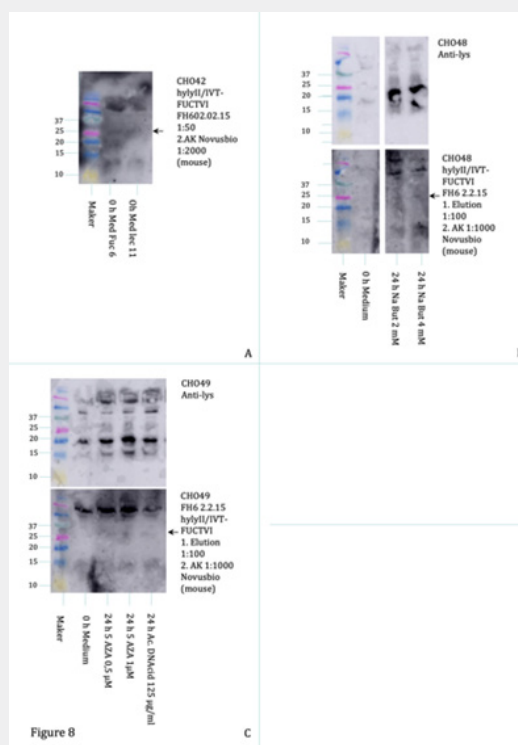 CHO42
hylyII/IVT-
FUCTVI
FH602.02.15
1:50
2.AK Novusbio
1:2000
(mouse)
37
25
20
15
10
Maker
0 h Med Fuc 6
0h Med lec 11
A
CHO48
Anti-lys
37
25
20
15
10
CHO48
hylyII/IVT-
FUCTVI
FH6 2.2.15
1. Elution
1:100
2. AK 1:1000
Novusbio
(mouse)
37
25
20
15
10
Maker
0 h Medium
24 h Na But 2 mM
24 h Na But 4 mM
CHO49
Anti-lys
37
25
20
15
10
CHO49
FH6 2.2.15
hylyII/IVT-
FUCTVI
1. Elution
1:100
2. AK 1:1000
Novusbio
(mouse)
37
25
20
15
10
Maker
0 h Medium
24 h 5 AZA 0,5 µM
24 h 5 AZA 1µM
24 h Ac. DNAcid 125 µg/ml
Figure 8
C